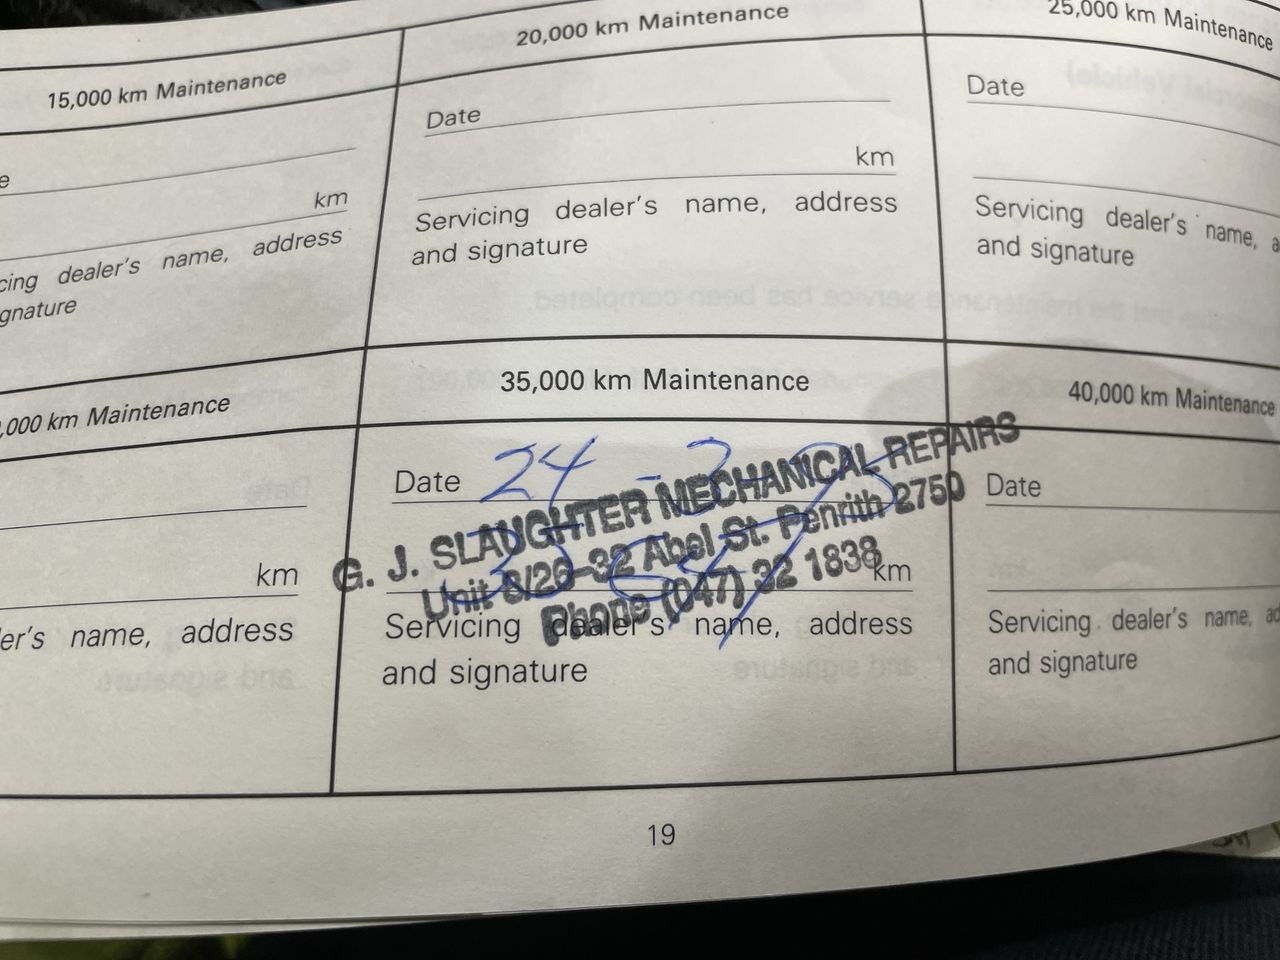 15,000 km Maintenance
20,000 km Maintenance
25,000 km Maintenance
e
km
cing dealer's name, address
gnature
Date
km
Servicing dealer's name, address
and signature
Date
Servicing dealer's name, a
and signature
,000 km Maintenance
35,000 km Maintenance
40,000 km Maintenance
km
er's name, address
Date 24-3-95
G. J. SLAUGHTER MECHANICAL REPAIRS
Unit 8/26-32 Abel St. Penrith 2750
Phone (047) 32 1838
km
Servicing dealer's name, address
and signature
Date
Servicing dealer's name, ad
and signature
19